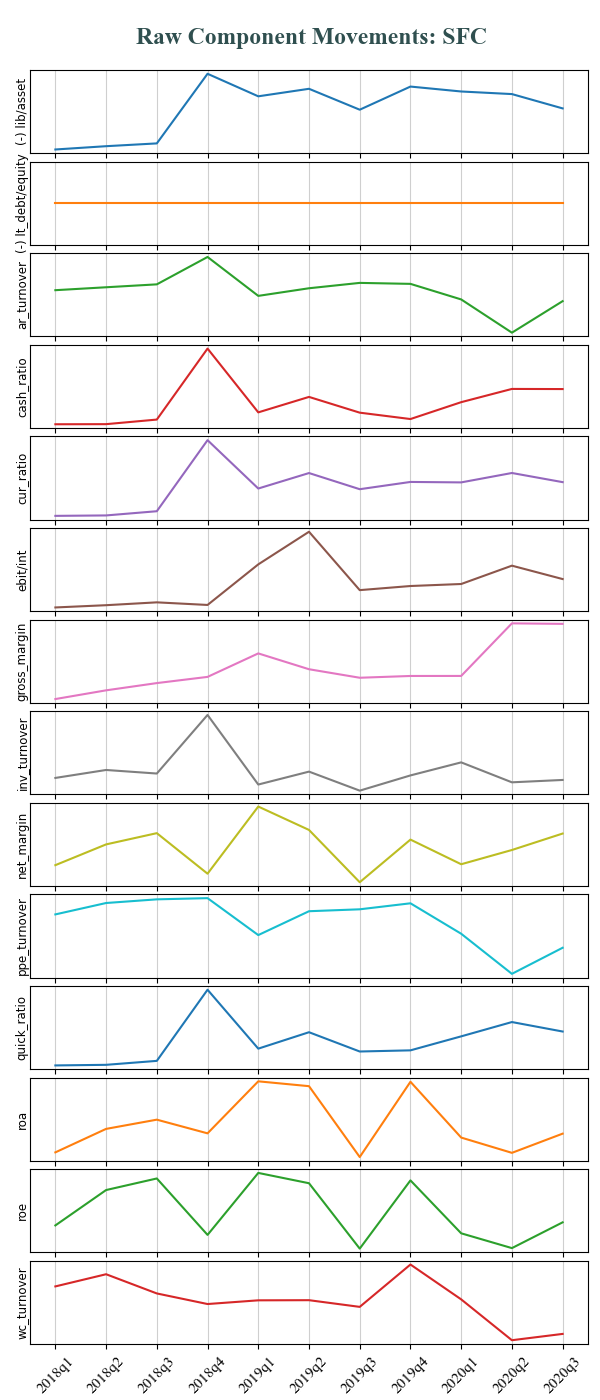 Raw Component Movements: SFC
(-) lib/asset
(-) lt_debt/equity
ar_turnover
cash_ratio
cur_ratio
ebit/int
gross_margin
inv_turnover
net_margin
ppe_turnover
quick_ratio
roa
roe
wc_turnover
2018q1 2018q2 2018q3 2018q4 2019q1 2019q2 2019q3 2019q4 2020q1 2020q2 2020q3